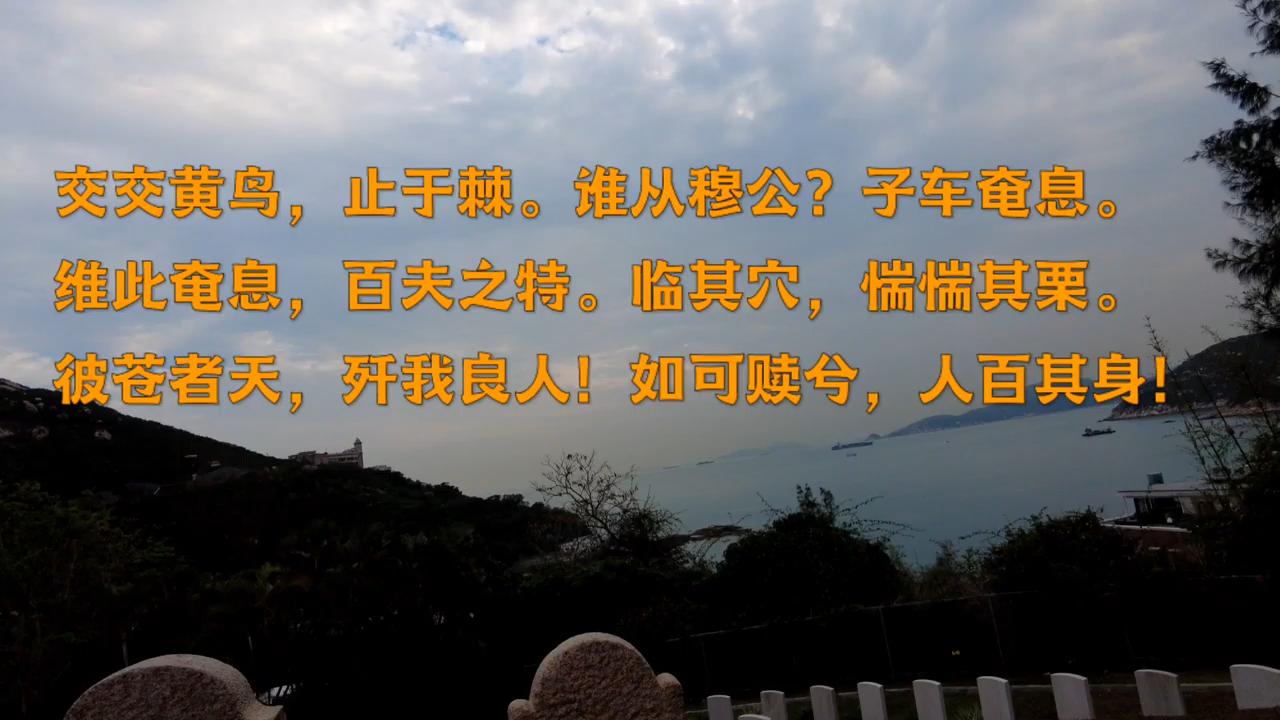 交交黄鸟，止于棘。谁从穆公？子车奄息。
维此奄息，百夫之特。临其穴，惴惴其栗。
彼苍者天，歼我良人！如可赎兮，人百其身！